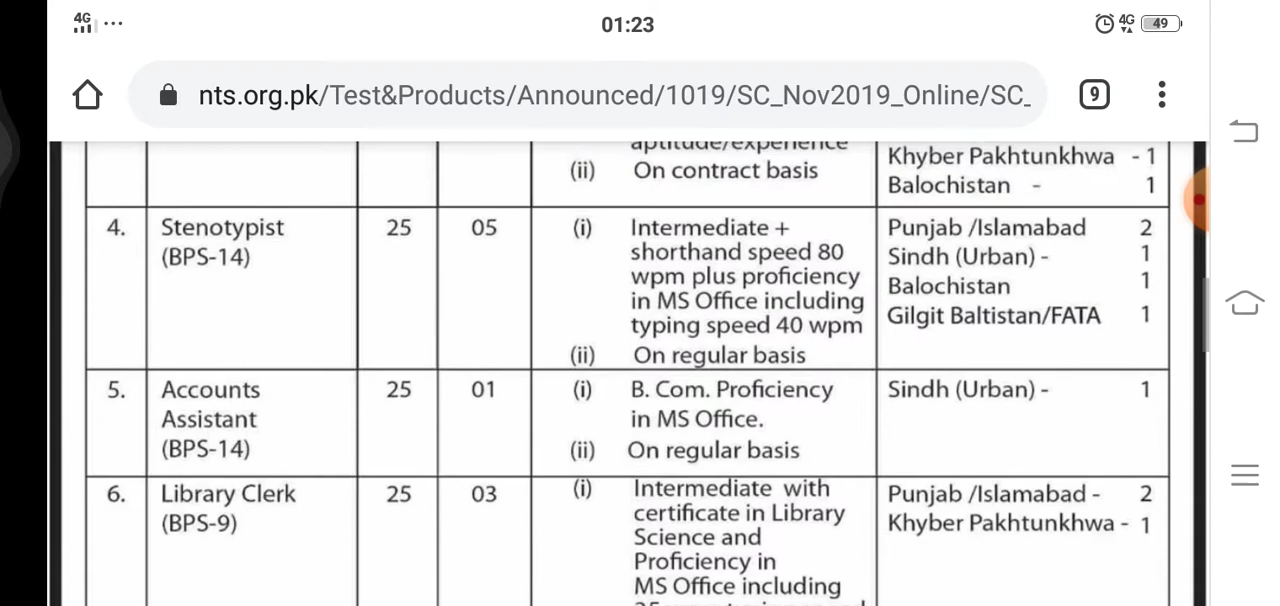 4G ...
01:23
4G 49
nts.org.pk/Test&Products/Announced/1019/SC_Nov2019_Online/SC_
9
aptitude/experience
(ii) On contract basis
Khyber Pakhtunkhwa - 1
Balochistan - 1
4. Stenotypist (BPS-14) 25 05
(i) Intermediate +
shorthand speed 80
wpm plus proficiency
in MS Office including
typing speed 40 wpm
(ii) On regular basis
Punjab /Islamabad 2
Sindh (Urban) - 1
Balochistan 1
Gilgit Baltistan/FATA 1
5. Accounts
Assistant
(BPS-14)
25 01
(i) B. Com. Proficiency
in MS Office.
(ii) On regular basis
Sindh (Urban) - 1
6. Library Clerk
(BPS-9)
25 03
(i) Intermediate with
certificate in Library
Science and
Proficiency in
MS Office including
Punjab /Islamabad - 2
Khyber Pakhtunkhwa - 1